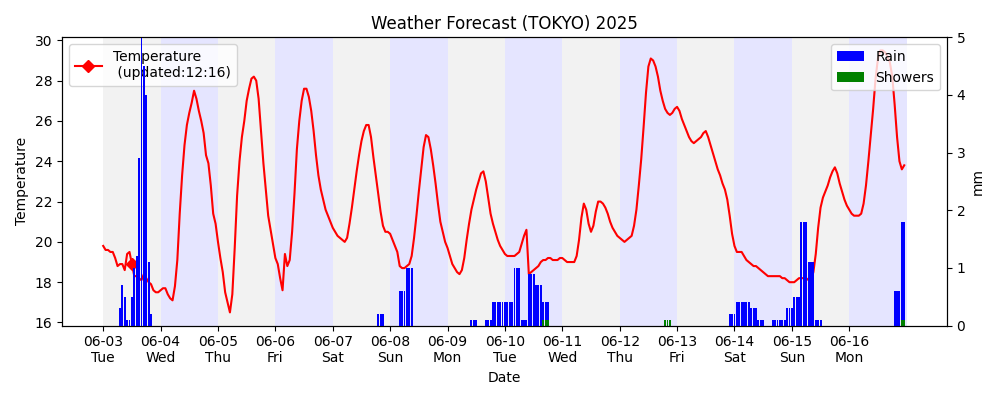 Weather Forecast (TOKYO) 2025
Temperature
(updated:12:16)
Rain
Showers
Temperature
30
28
26
24
22
20
18
16
5
4
3
2
1
0
mm
06-03 06-04 06-05 06-06 06-07 06-08 06-09 06-10 06-11 06-12 06-13 06-14 06-15 06-16
Tue Wed Thu Fri Sat Sun Mon Tue Wed Thu Fri Sat Sun Mon
Date